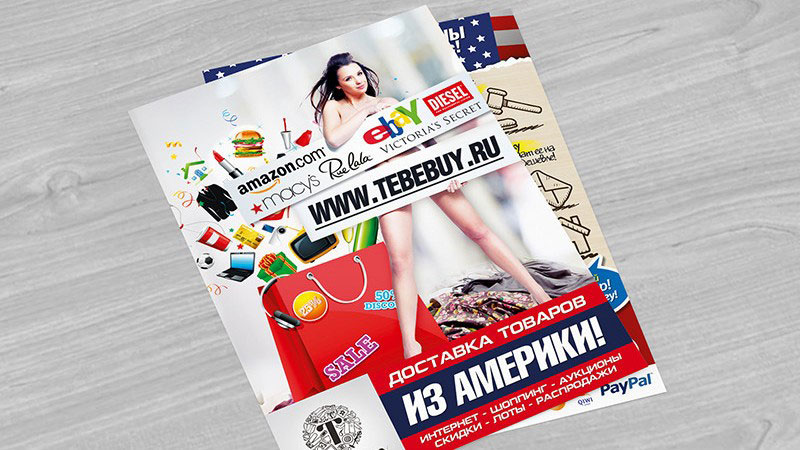 amazon.com
ebay
DIESEL
★macy's
Rue la la
VICTORIA'S SECRET
WWW.TEBEBUY.RU
25%
50%
DISCO
SALE
ДОСТАВКА ТОВАРОВ
ИЗ АМЕРИКИ!
ИНТЕРНЕТ - ШОППИНГ - АУКЦИОНЫ
СКИДКИ - ЛОТЫ - РАСПРОДАЖИ
T
QIWI
PayPal